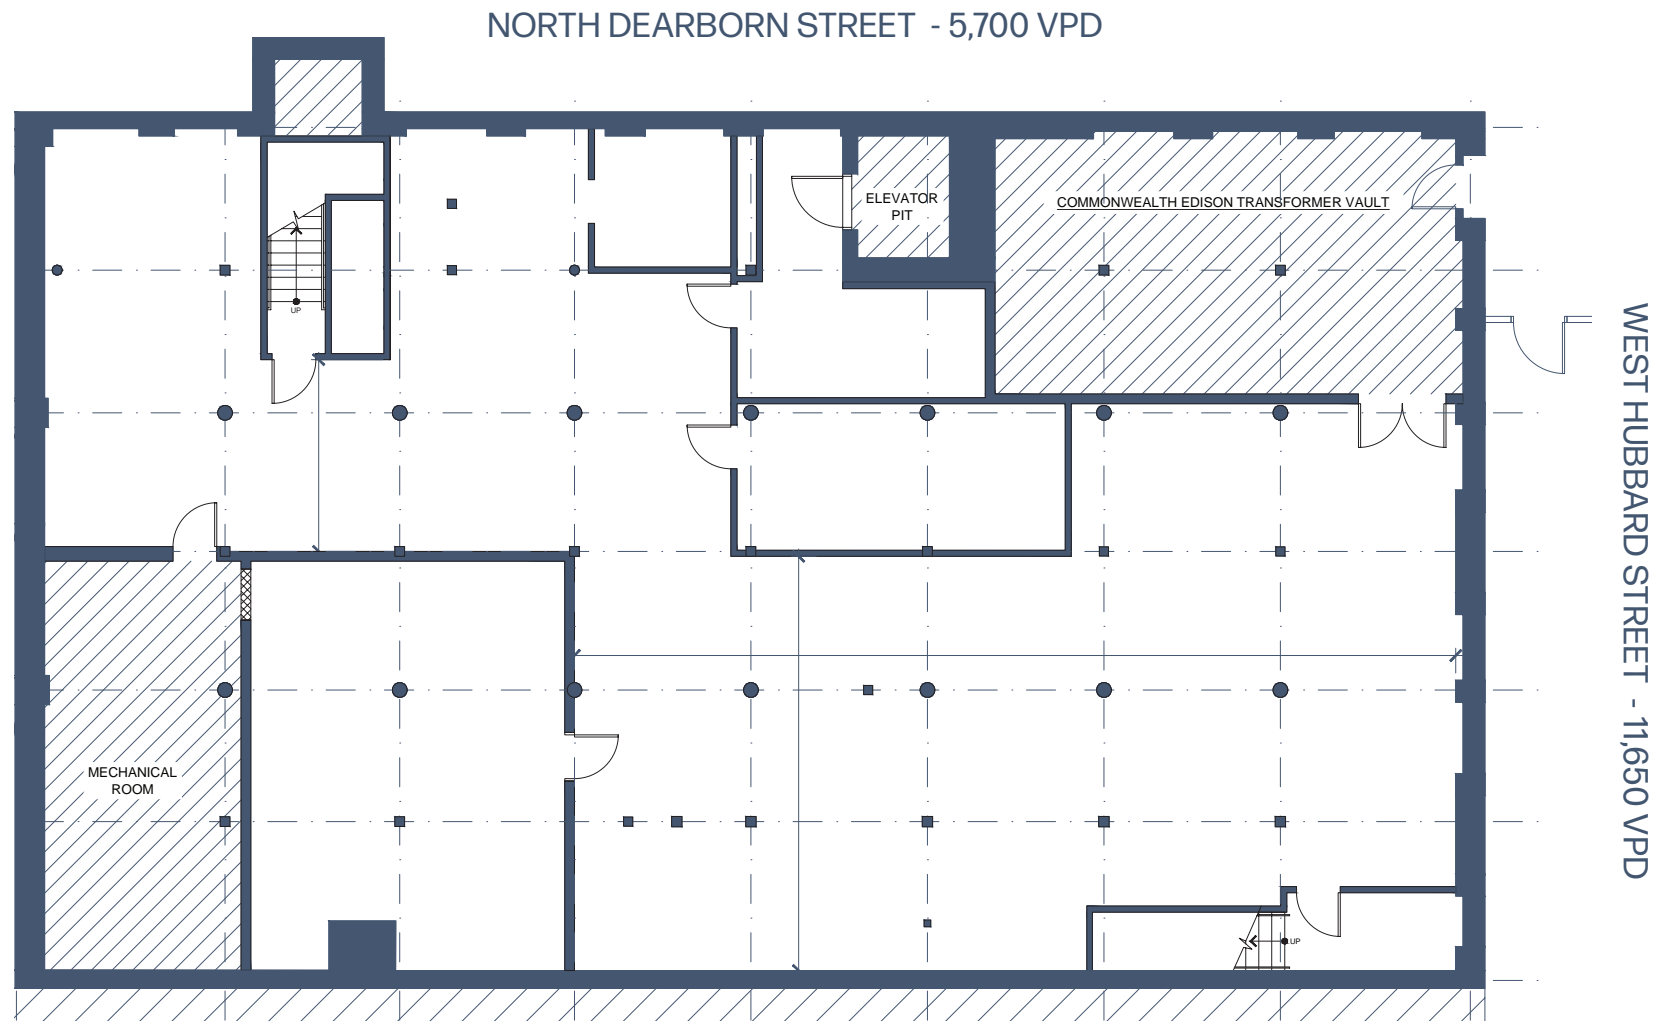 NORTH DEARBORN STREET - 5,700 VPD
ELEVATOR
PIT
COMMONWEALTH EDISON TRANSFORMER VAULT
UP
WEST HUBBARD STREET - 11,650 VPD
MECHANICAL
ROOM
UP